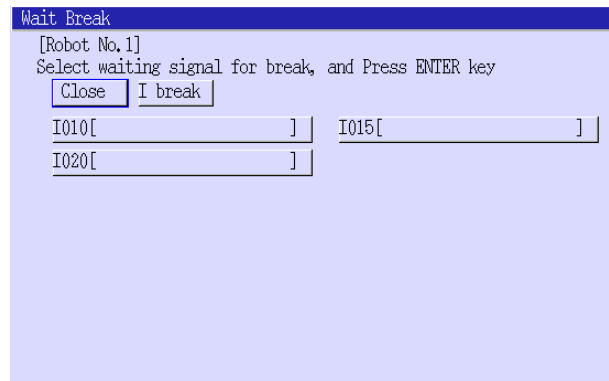 Wait Break
[Robot No.1]
Select waiting signal for break, and Press ENTER key
Close I break
I010[ ] I015[ ]
I020[ ]